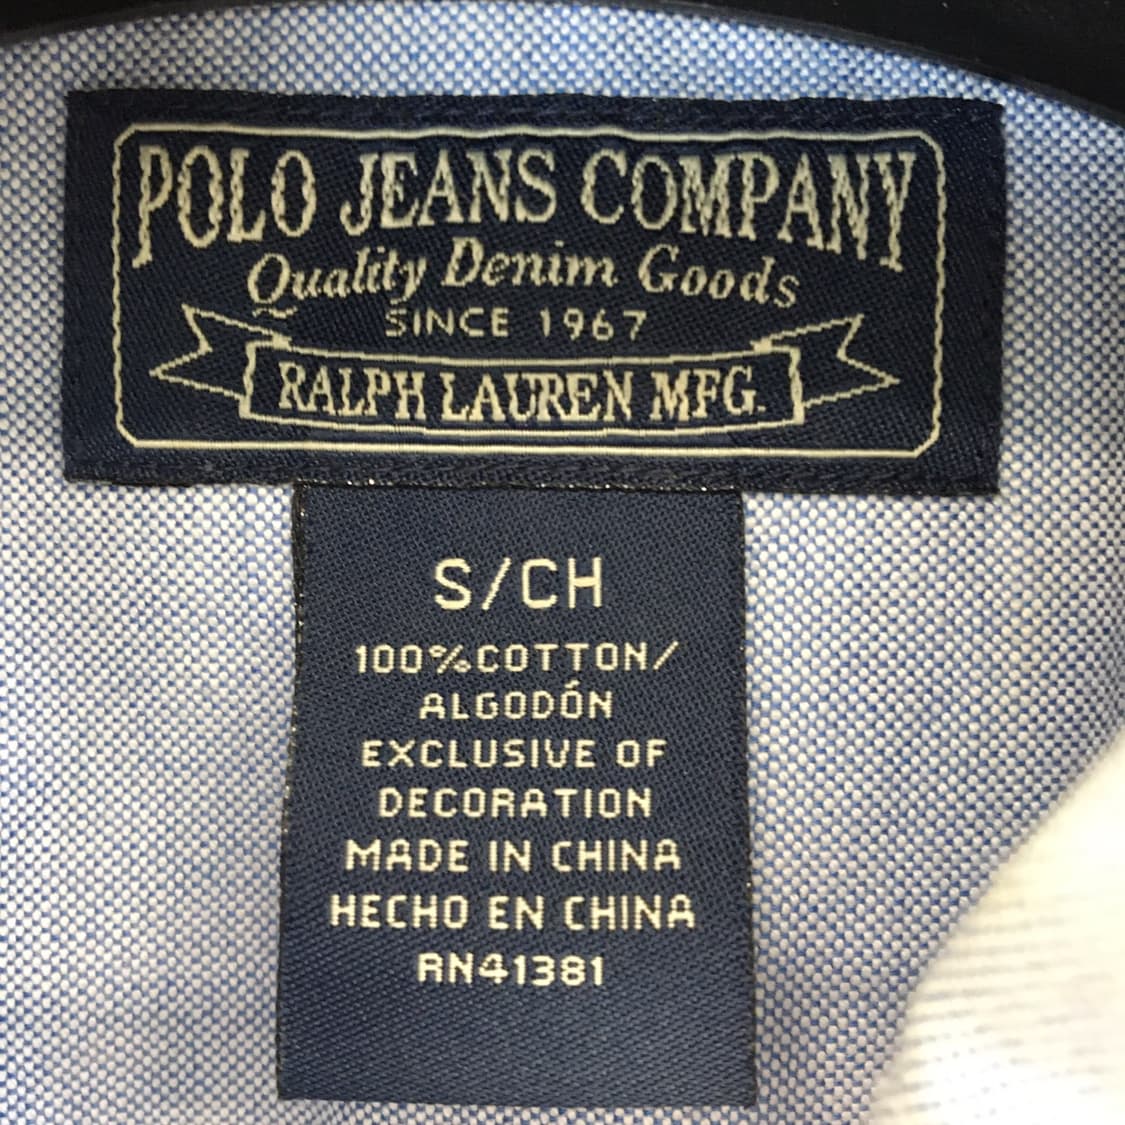 POLO JEANS COMPANY
Quality Denim Goods
SINCE 1967
RALPH LAUREN MFG.
S/CH
100%COTTON/
ALGODÓN
EXCLUSIVE OF
DECORATION
MADE IN CHINA
HECHO EN CHINA
RN41381